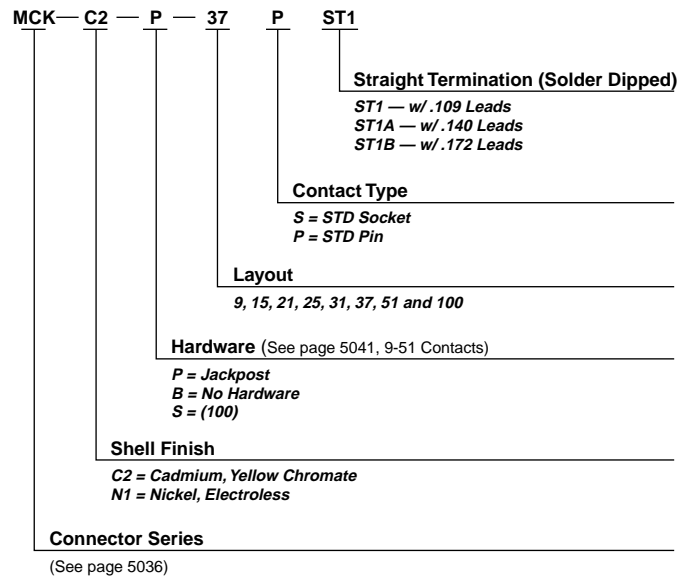 MCK — C2 — P — 37 P ST1
Straight Termination (Solder Dipped)
ST1 — w/ .109 Leads
ST1A — w/ .140 Leads
ST1B — w/ .172 Leads
Contact Type
S = STD Socket
P = STD Pin
Layout
9, 15, 21, 25, 31, 37, 51 and 100
Hardware (See page 5041, 9-51 Contacts)
P = Jackpost
B = No Hardware
S = (100)
Shell Finish
C2 = Cadmium, Yellow Chromate
N1 = Nickel, Electroless
Connector Series
(See page 5036)